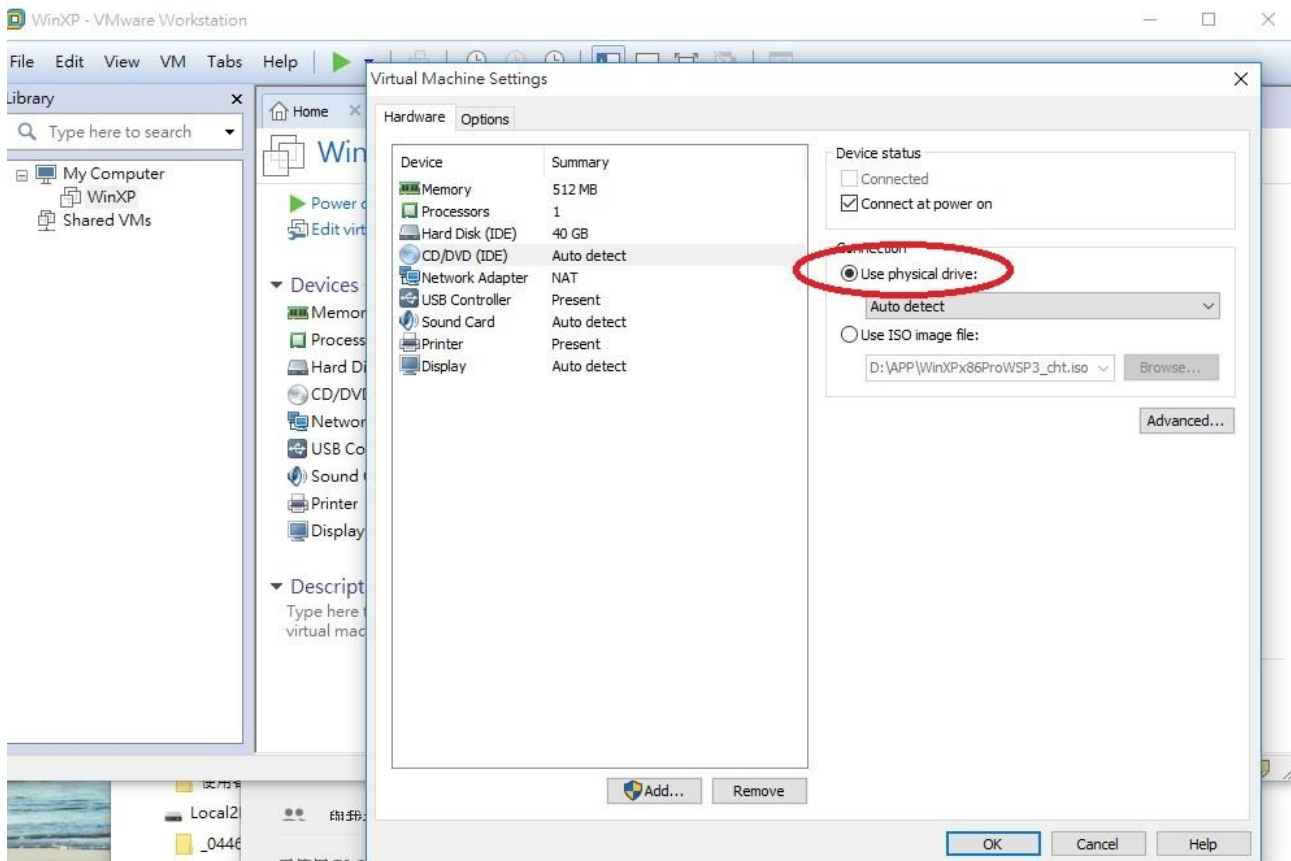 WinXP - VMware Workstation
File Edit View VM Tabs Help
Library
Type here to search
My Computer
WinXP
Shared VMs
Home
Win
Power
Edit virt
Devices
Memor
Process
Hard Di
CD/DVD
Networ
USB Co
Sound
Printer
Display
Descript
Type here
virtual mac
Virtual Machine Settings
Hardware Options
Device Summary
Memory 512 MB
Processors 1
Hard Disk (IDE) 40 GB
CD/DVD (IDE) Auto detect
Network Adapter NAT
USB Controller Present
Sound Card Auto detect
Printer Present
Display Auto detect
Add... Remove
Device status
Connected
Connect at power on
Connection
Use physical drive:
Auto detect
Use ISO image file:
D:\APP\WinXPx86ProWSP3_cht.iso Browse...
Advanced...
OK Cancel Help
Local2
_0446